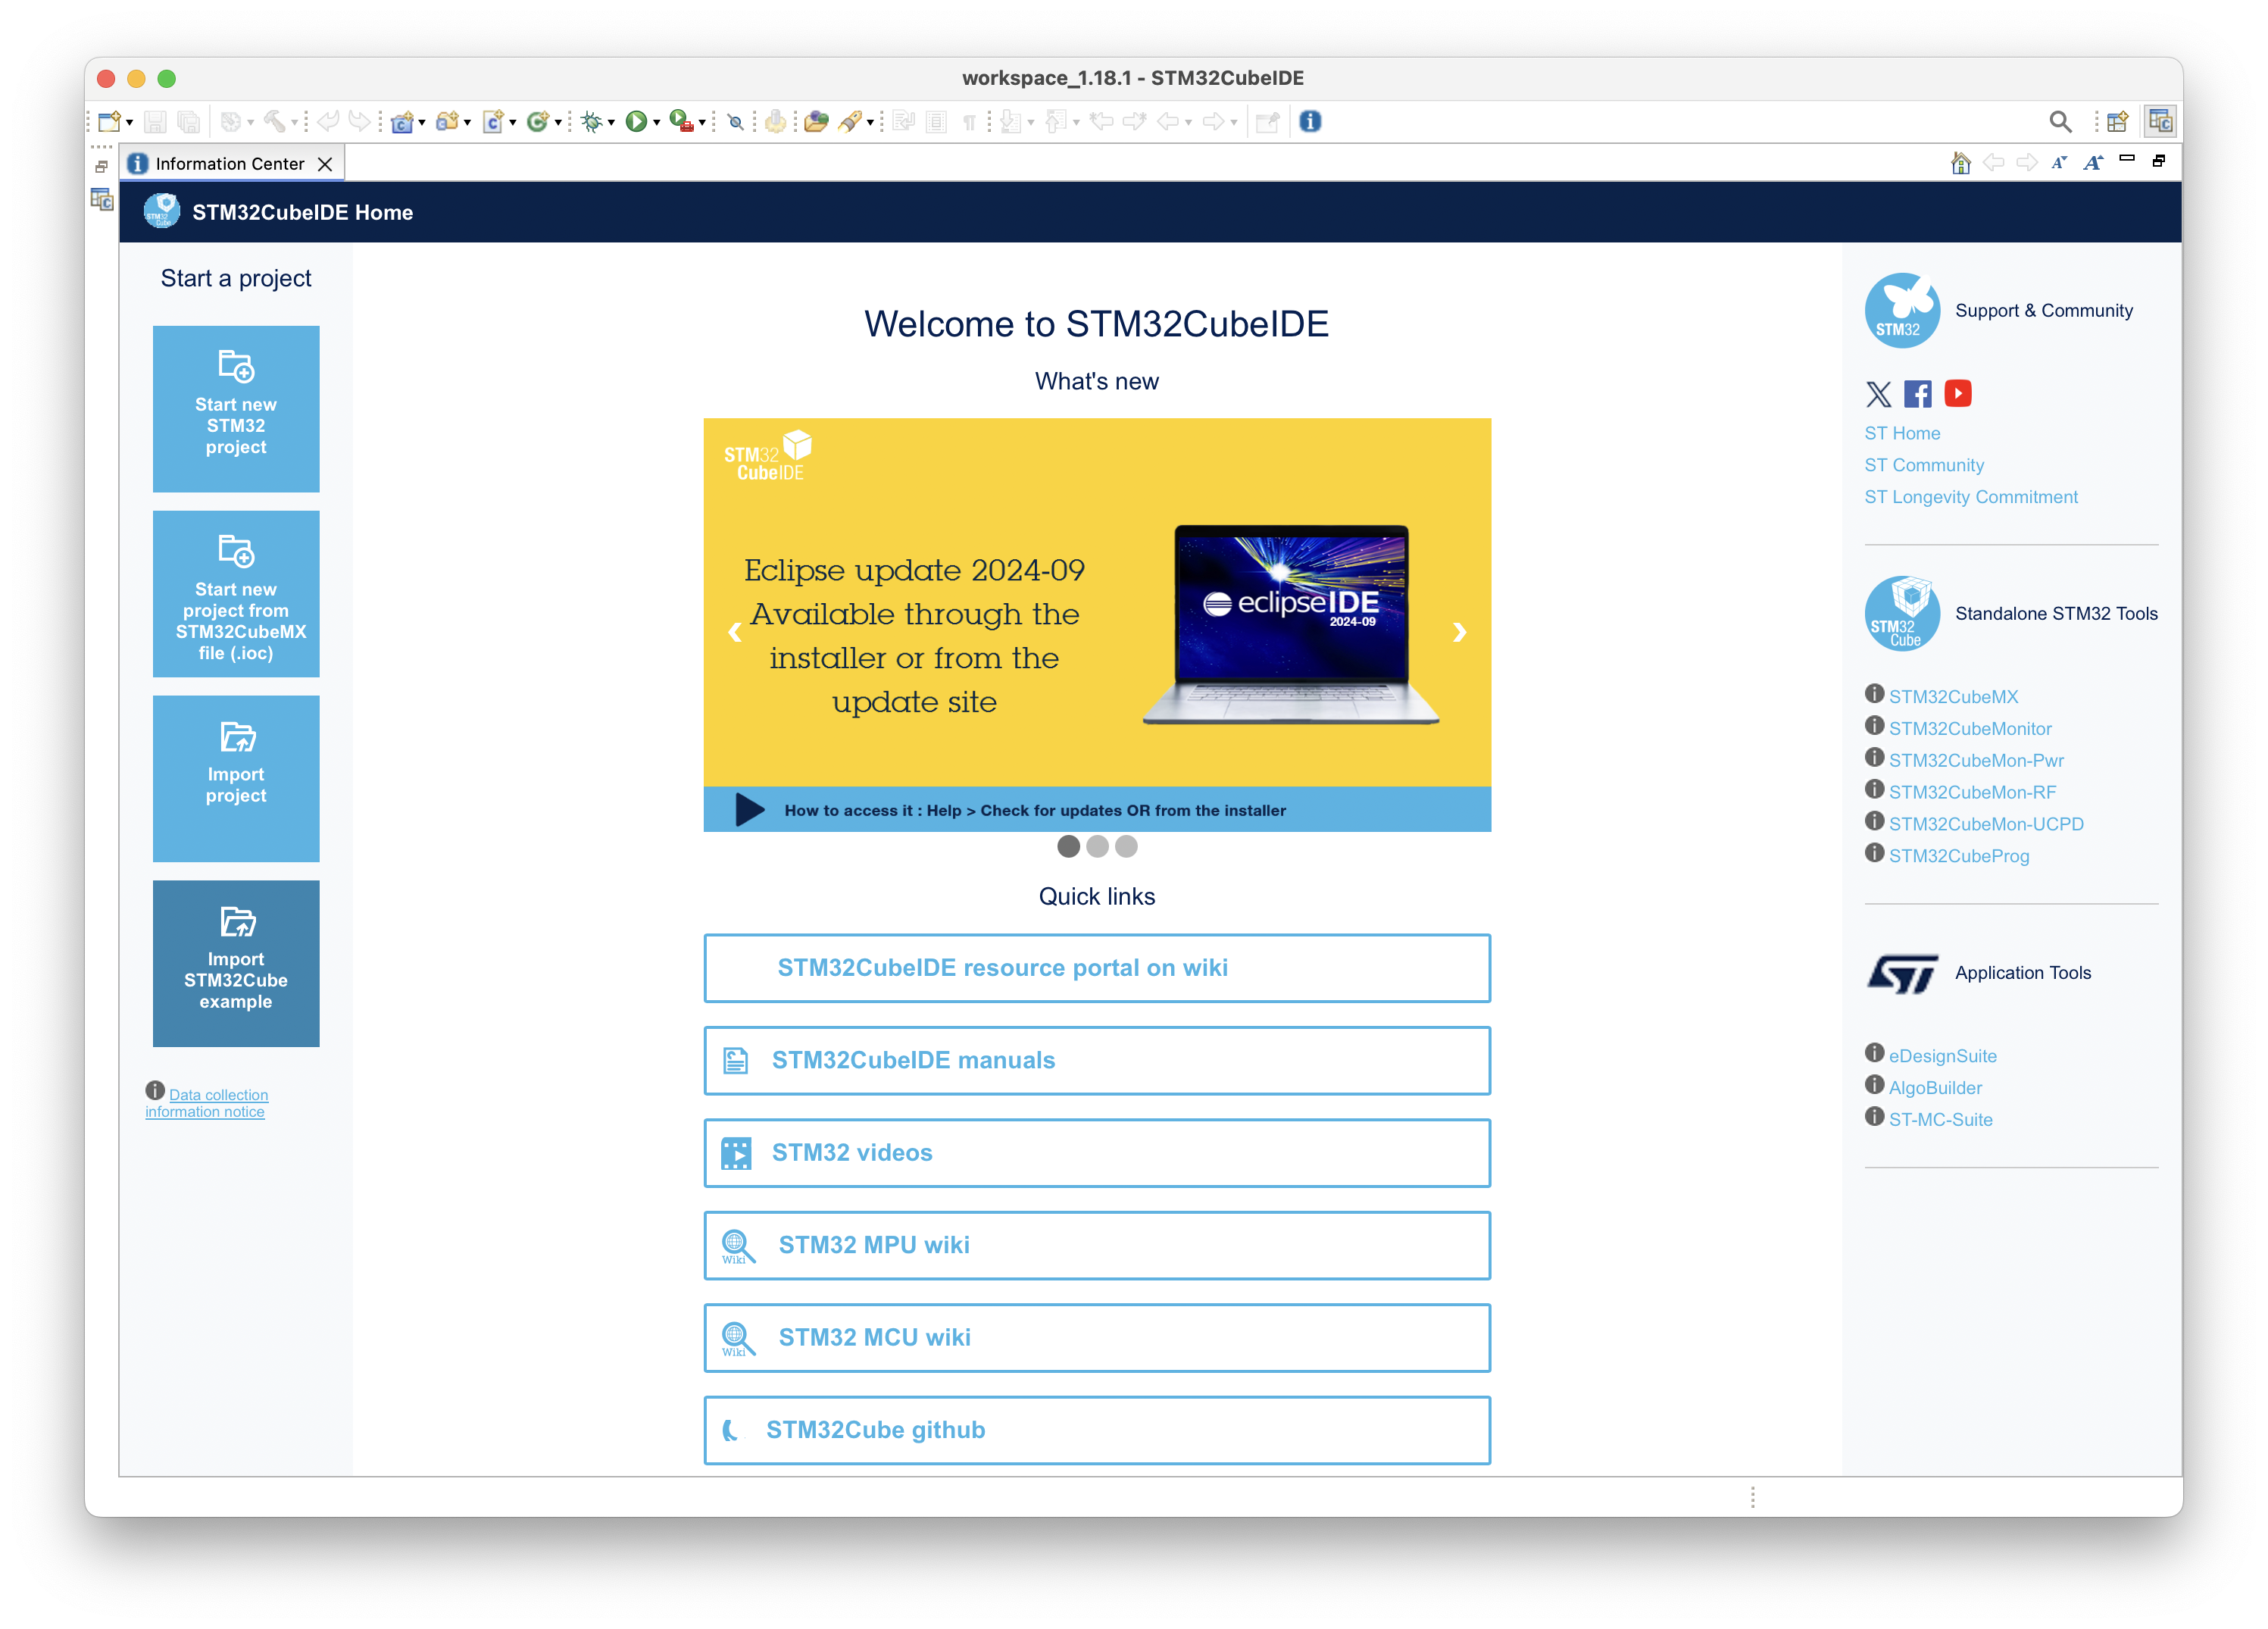 workspace_1.18.1 - STM32CubeIDE
Information Center
STM32CubeIDE Home
Start a project
Start new
STM32
project
Start new
project from
STM32CubeMX
file (.ioc)
Import
project
Import
STM32Cube
example
Data collection
information notice
Welcome to STM32CubeIDE
What's new
STM32
CubeIDE
Eclipse update 2024-09
Available through the
installer or from the
update site
eclipse IDE
2024-09
How to access it : Help > Check for updates OR from the installer
Quick links
STM32CubeIDE resource portal on wiki
STM32CubeIDE manuals
STM32 videos
Wiki
STM32 MPU wiki
Wiki
STM32 MCU wiki
STM32Cube github
STM32
Support & Community
ST Home
ST Community
ST Longevity Commitment
STM32
Cube
Standalone STM32 Tools
STM32CubeMX
STM32CubeMonitor
STM32CubeMon-Pwr
STM32CubeMon-RF
STM32CubeMon-UCPD
STM32CubeProg
ST
Application Tools
eDesignSuite
AlgoBuilder
ST-MC-Suite